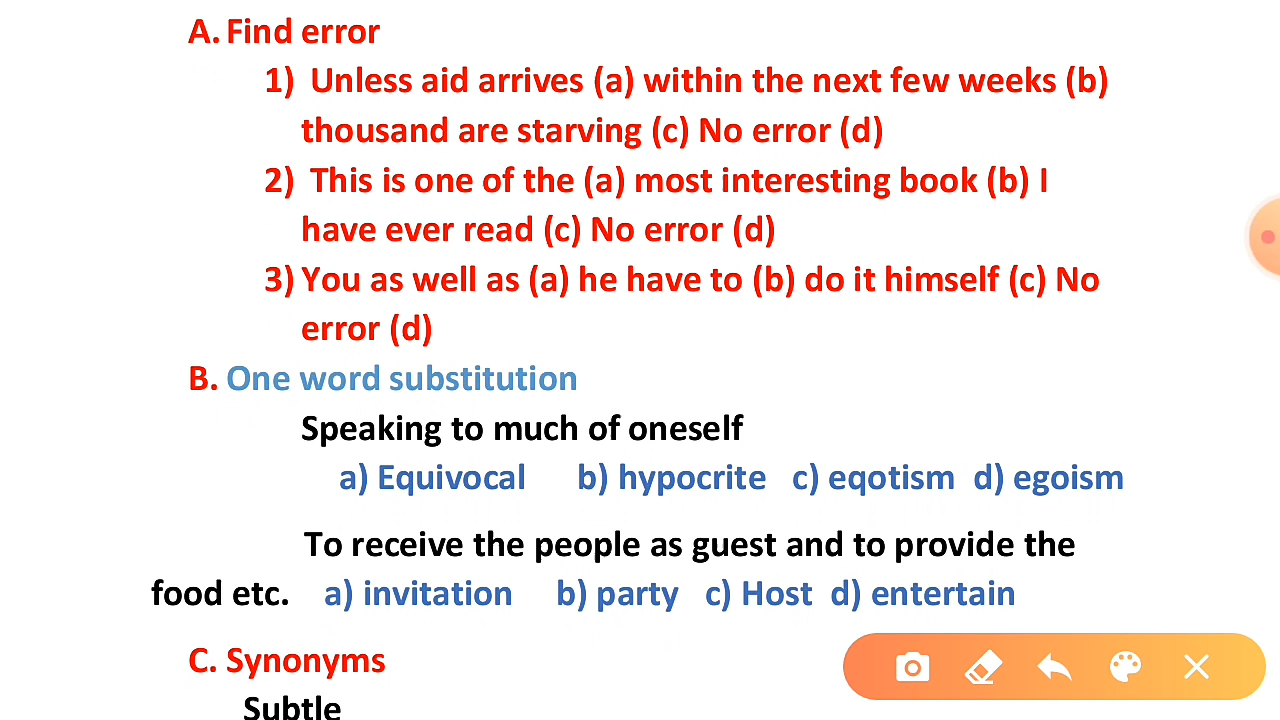 A. Find error
1) Unless aid arrives (a) within the next few weeks (b)
thousand are starving (c) No error (d)
2) This is one of the (a) most interesting book (b) I
have ever read (c) No error (d)
3) You as well as (a) he have to (b) do it himself (c) No
error (d)
B. One word substitution
Speaking to much of oneself
a) Equivocal b) hypocrite c) eqotism d) egoism
To receive the people as guest and to provide the
food etc. a) invitation b) party c) Host d) entertain
C. Synonyms
Subtle